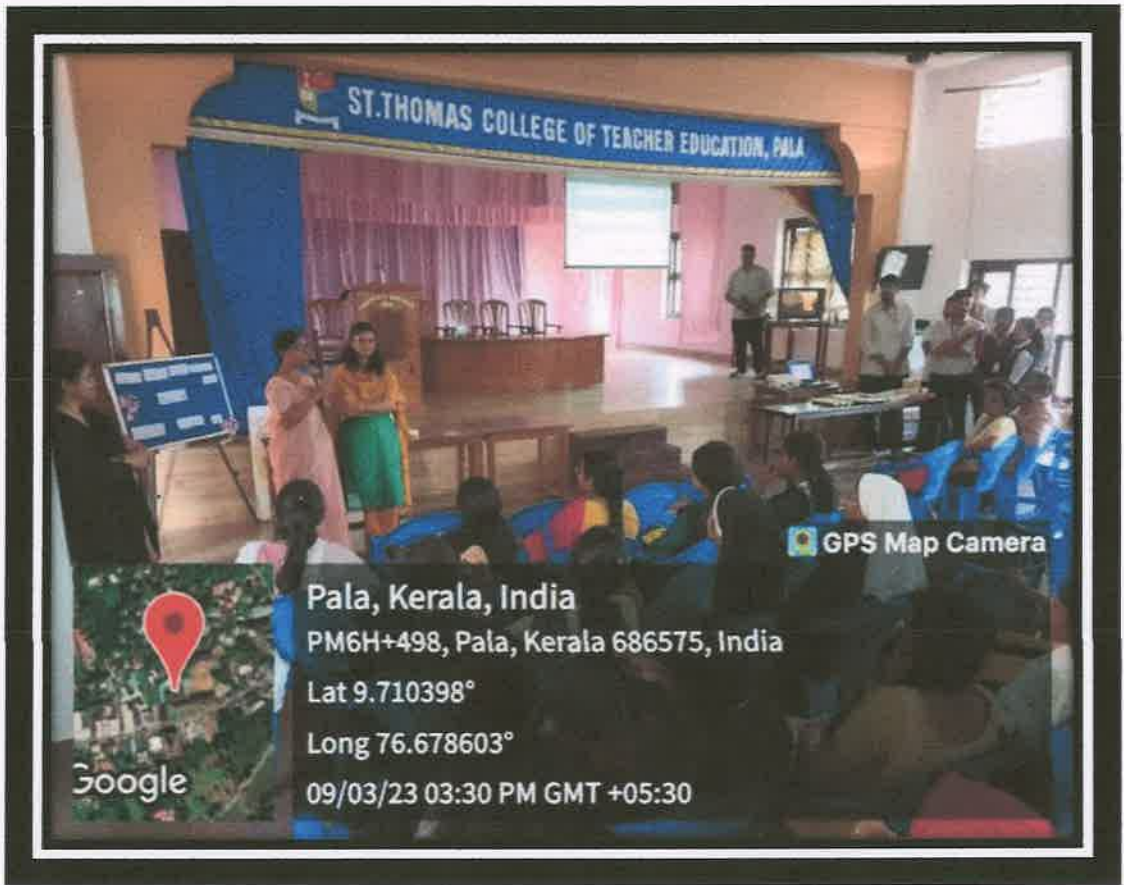 ST.THOMAS COLLEGE OF TEACHER EDUCATION, PALA
GPS Map Camera
Pala, Kerala, India
PM6H+498, Pala, Kerala 686575, India
Lat 9.710398°
Long 76.678603°
09/03/23 03:30 PM GMT +05:30
Google